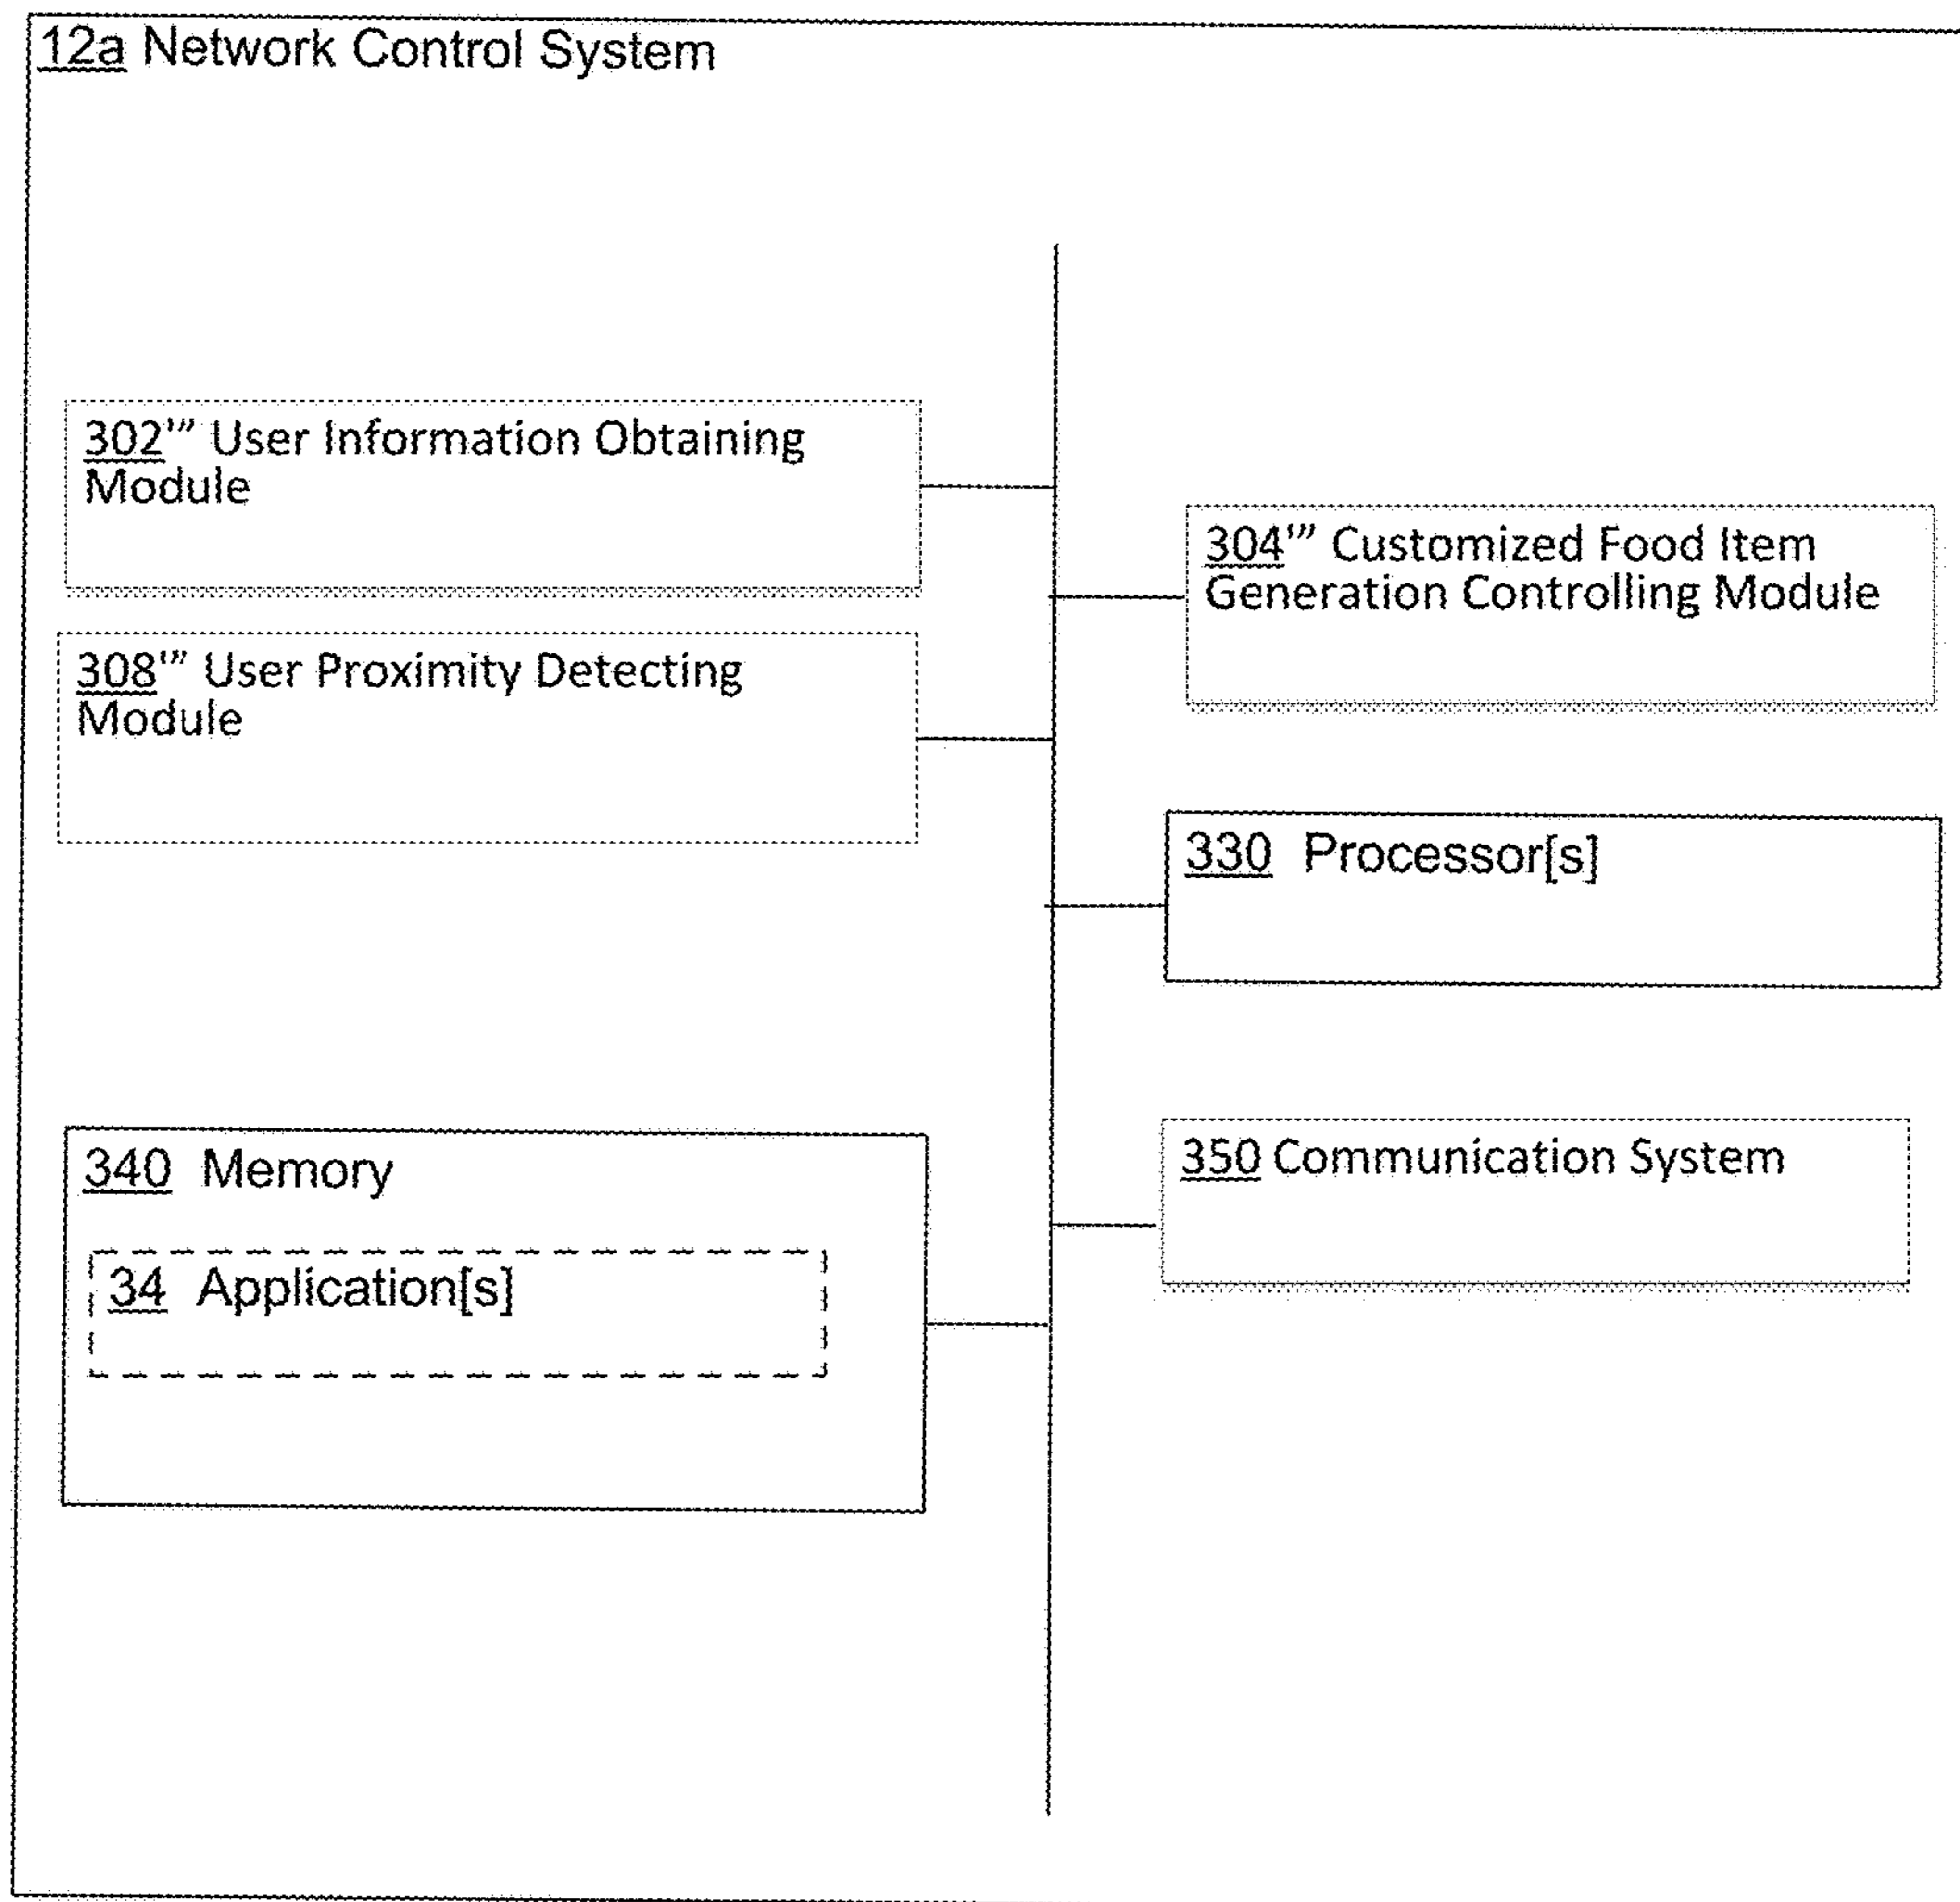 12a Network Control System
302''' User Information Obtaining
Module
304''' Customized Food Item
Generation Controlling Module
308''' User Proximity Detecting
Module
330 Processor[s]
340 Memory
350 Communication System
34 Application[s]